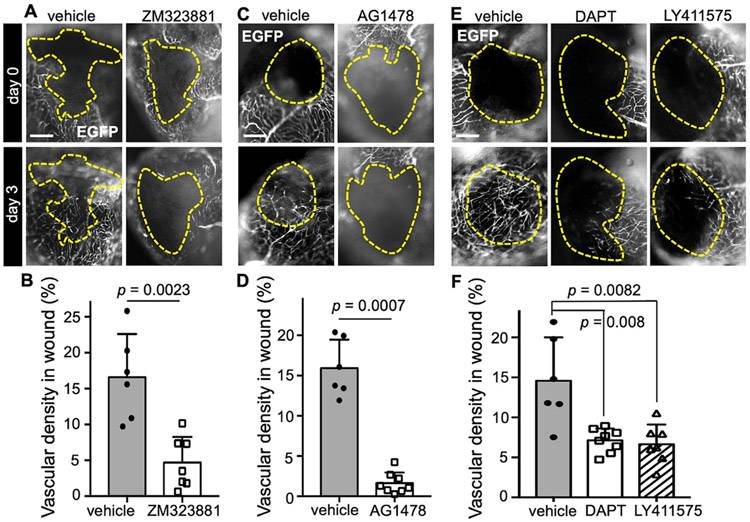 A vehicle ZM323881 C vehicle AG1478 E vehicle DAPT LY411575
day 0
EGFP
EGFP
EGFP
day 3
B
p = 0.0023
Vascular density in wound (%)
25
20
15
10
5
0
vehicle ZM323881
D
p = 0.0007
Vascular density in wound (%)
20
15
10
5
0
vehicle AG1478
F
p = 0.0082
p = 0.008
Vascular density in wound (%)
20
15
10
5
0
vehicle DAPT LY411575